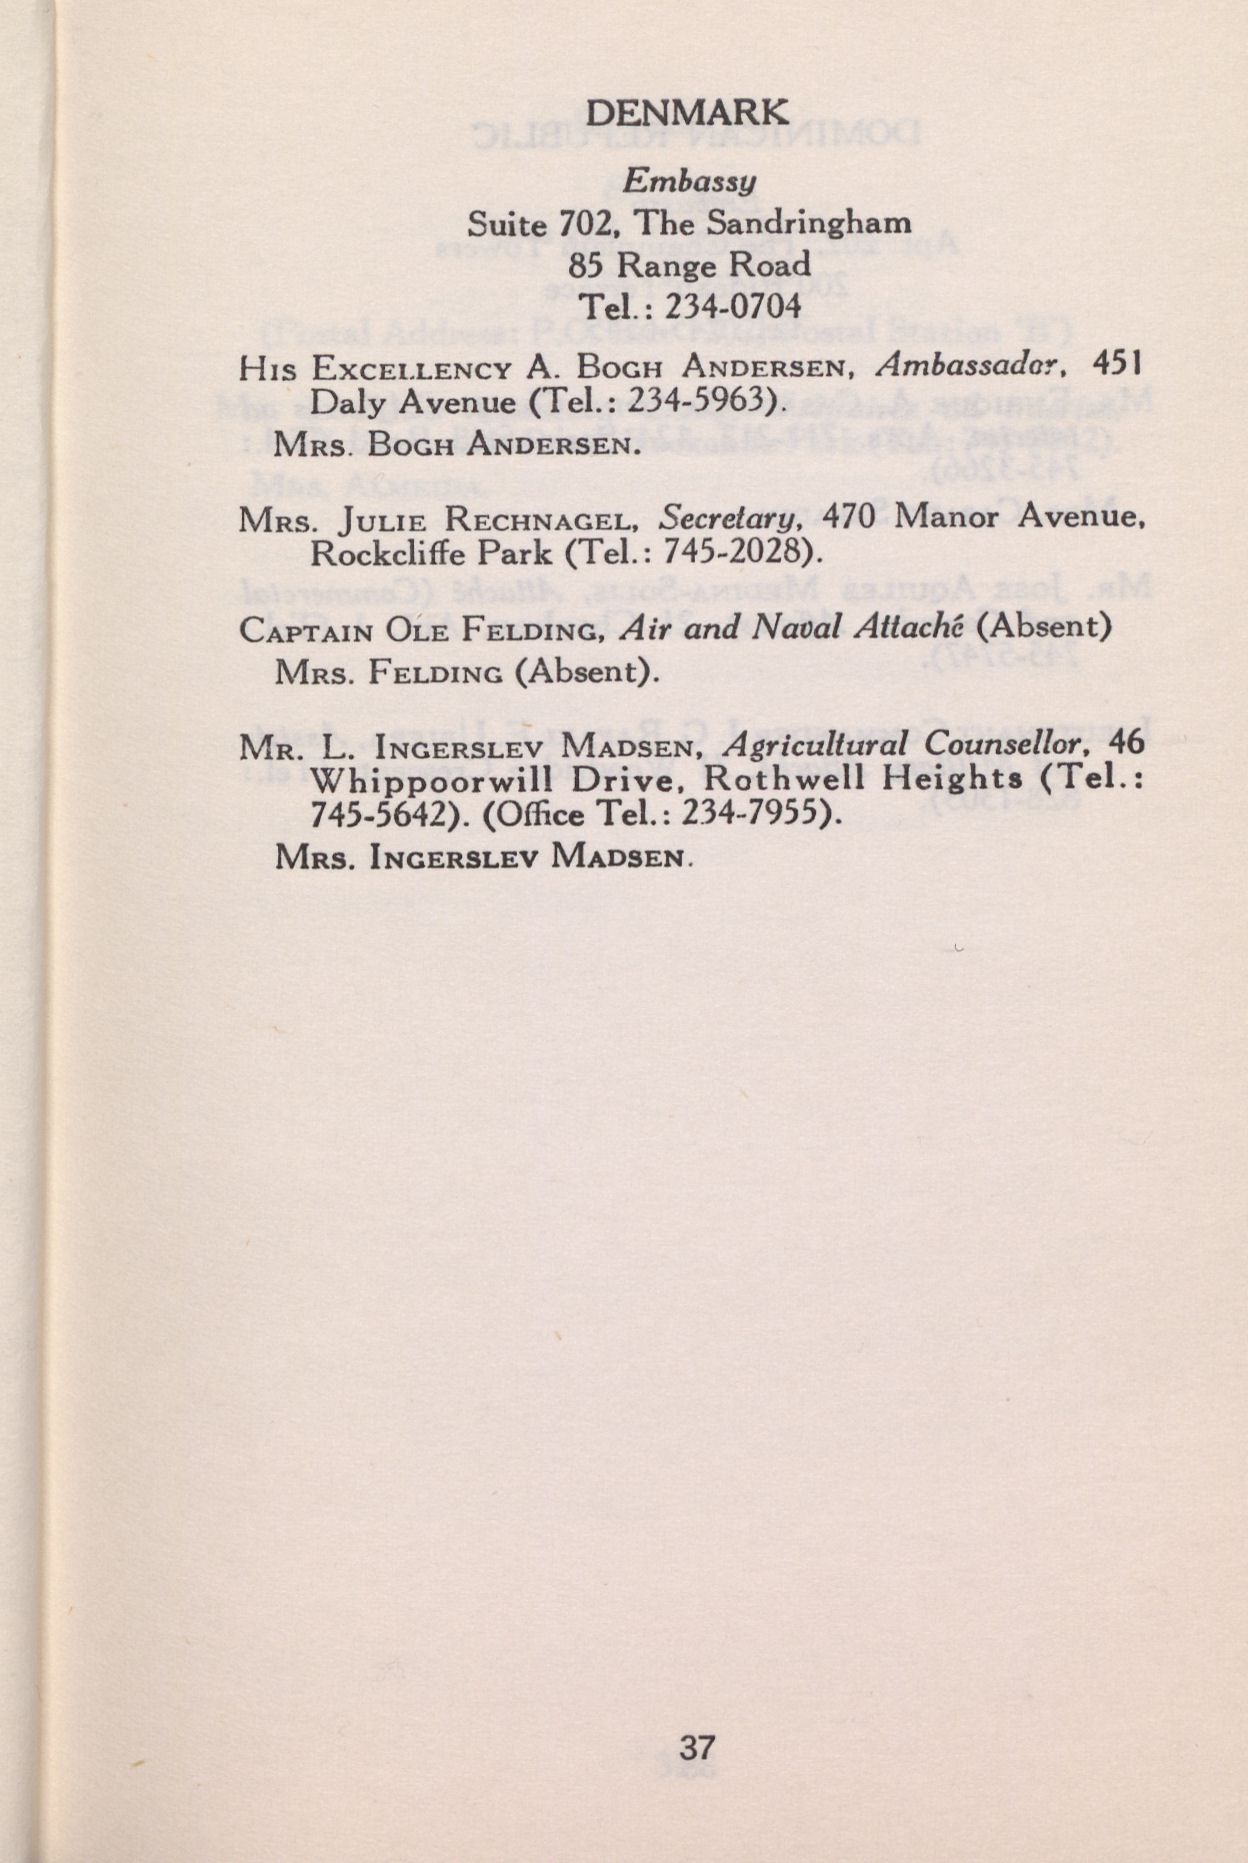 DENMARK
Embassy
Suite 702, The Sandringham
85 Range Road
Tel.: 234-0704
HIS EXCELLENCY A. BOGH ANDERSEN, Ambassador, 451
Daly Avenue (Tel.: 234-5963).
MRS. BOGH ANDERSEN.
MRS. JULIE RECHNAGEL, Secretary, 470 Manor Avenue,
Rockcliffe Park (Tel.: 745-2028).
CAPTAIN OLE FELDING, Air and Naval Attaché (Absent)
MRS. FELDING (Absent).
MR. L. INGERSLEV MADSEN, Agricultural Counsellor, 46
Whippoorwill Drive, Rothwell Heights (Tel.:
745-5642). (Office Tel.: 234-7955).
MRS. INGERSLEV MADSEN.
37